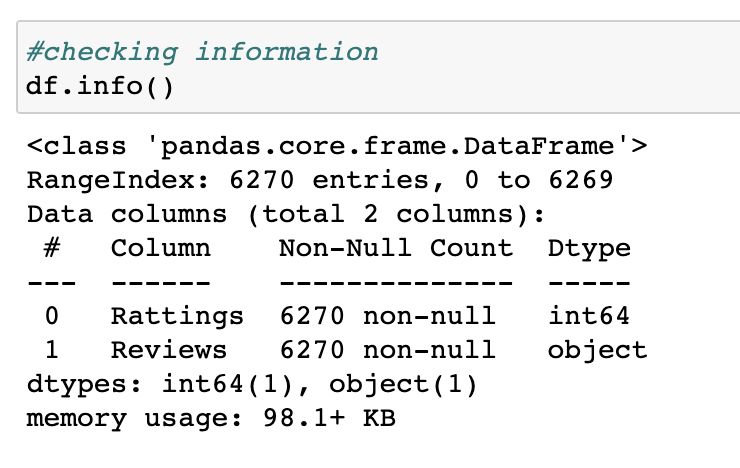 #checking information
df.info()
<class 'pandas.core.frame.DataFrame'>
RangeIndex: 6270 entries, 0 to 6269
Data columns (total 2 columns):
 #   Column    Non-Null Count  Dtype
---  ------    --------------  -----
 0   Rattings  6270 non-null   int64
 1   Reviews   6270 non-null   object
dtypes: int64(1), object(1)
memory usage: 98.1+ KB